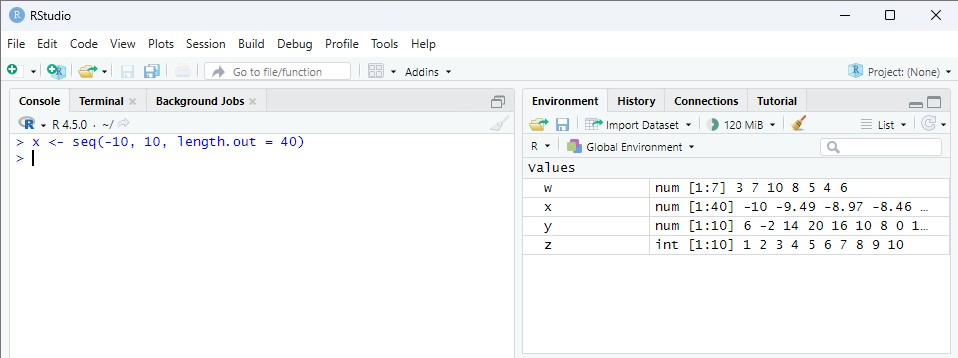 RStudio
File Edit Code View Plots Session Build Debug Profile Tools Help
Go to file/function Addins Project: (None)
Console Terminal Background Jobs
R 4.5.0 · ~/
> x <- seq(-10, 10, length.out = 40)
>
Environment History Connections Tutorial
Import Dataset 120 MiB List
R Global Environment
Values
w num [1:7] 3 7 10 8 5 4 6
x num [1:40] -10 -9.49 -8.97 -8.46 …
y num [1:10] 6 -2 14 20 16 10 8 0 1…
z int [1:10] 1 2 3 4 5 6 7 8 9 10